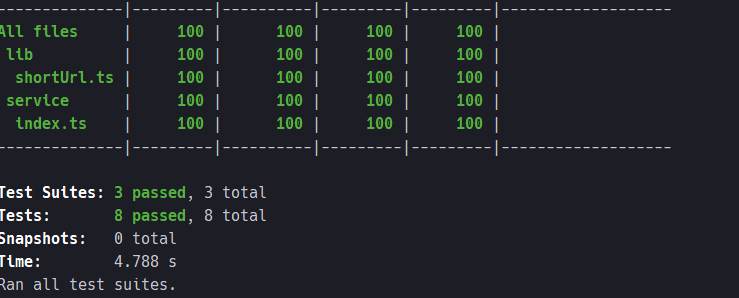 --------------|---------|----------|---------|---------|-------------------
All files     |     100 |      100 |     100 |     100 |
 lib          |     100 |      100 |     100 |     100 |
  shortUrl.ts |     100 |      100 |     100 |     100 |
 service      |     100 |      100 |     100 |     100 |
  index.ts    |     100 |      100 |     100 |     100 |
--------------|---------|----------|---------|---------|-------------------
Test Suites: 3 passed, 3 total
Tests:       8 passed, 8 total
Snapshots:   0 total
Time:        4.788 s
Ran all test suites.